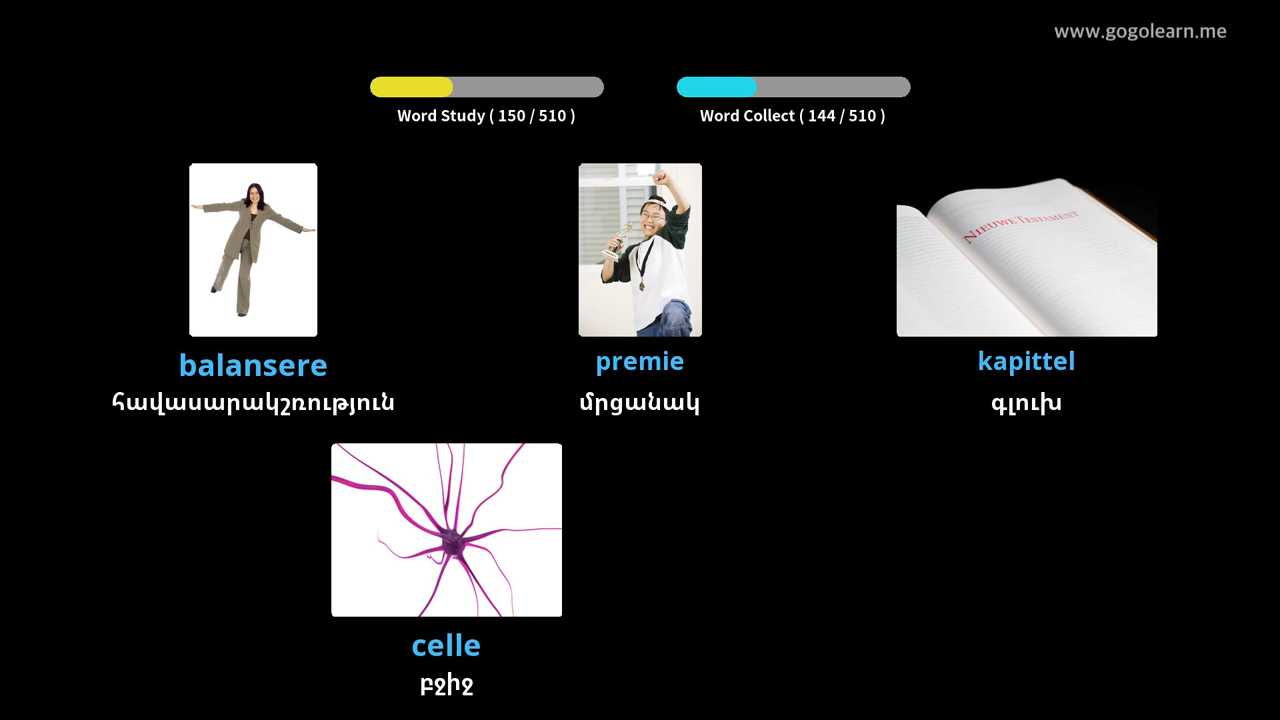 www.gogolearn.me
Word Study ( 150 / 510 )
Word Collect ( 144 / 510 )
NIEUWE TESTAMENT
balansere
հավասարակշռություն
premie
մրցանակ
kapittel
գլուխ
celle
բջիջ